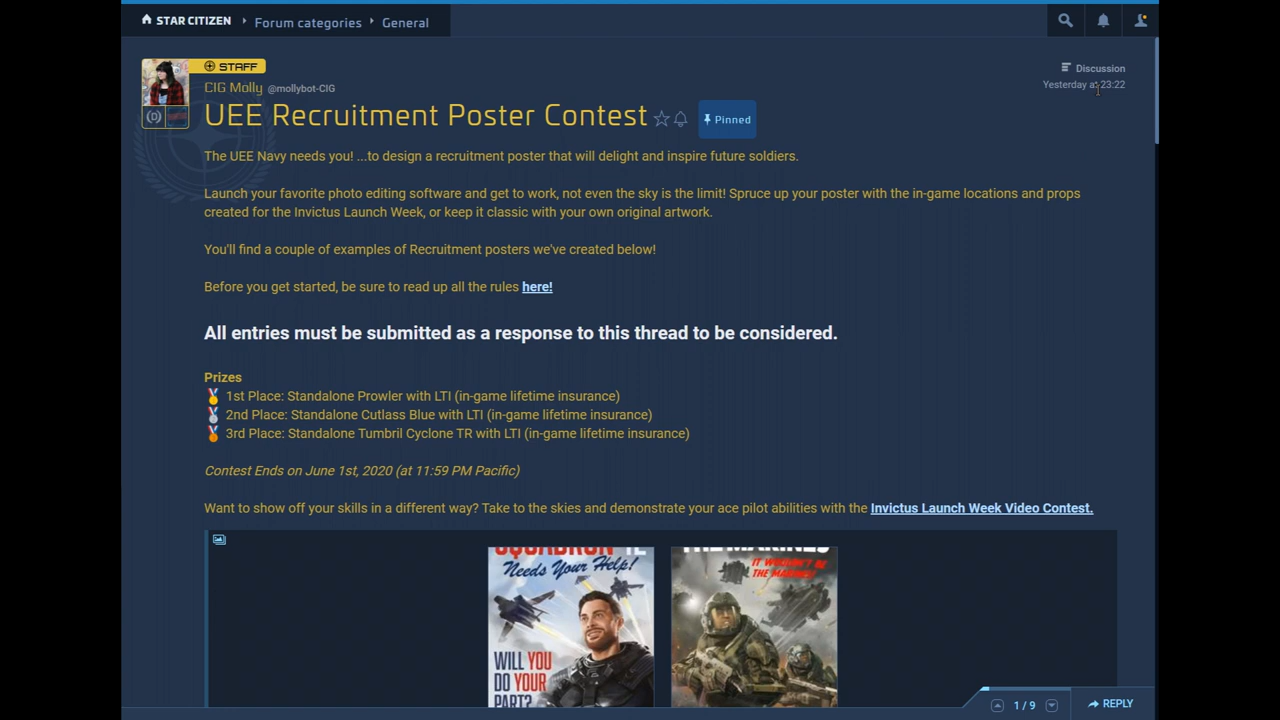 STAR CITIZEN Forum categories General
STAFF
Discussion
CIG Molly @mollybot-CIG
Yesterday at 23:22
UEE Recruitment Poster Contest Pinned
The UEE Navy needs you! ...to design a recruitment poster that will delight and inspire future soldiers.
Launch your favorite photo editing software and get to work, not even the sky is the limit! Spruce up your poster with the in-game locations and props
created for the Invictus Launch Week, or keep it classic with your own original artwork.
You'll find a couple of examples of Recruitment posters we've created below!
Before you get started, be sure to read up all the rules here!
All entries must be submitted as a response to this thread to be considered.
Prizes
1st Place: Standalone Prowler with LTI (in-game lifetime insurance)
2nd Place: Standalone Cutlass Blue with LTI (in-game lifetime insurance)
3rd Place: Standalone Tumbril Cyclone TR with LTI (in-game lifetime insurance)
Contest Ends on June 1st, 2020 (at 11:59 PM Pacific)
Want to show off your skills in a different way? Take to the skies and demonstrate your ace pilot abilities with the Invictus Launch Week Video Contest.
SQUADRON 42
Needs Your Help!
WILL YOU
DO YOUR
PART?
THE MARINES
IT WOULDN'T BE
THE MARINES!
1 / 9
REPLY